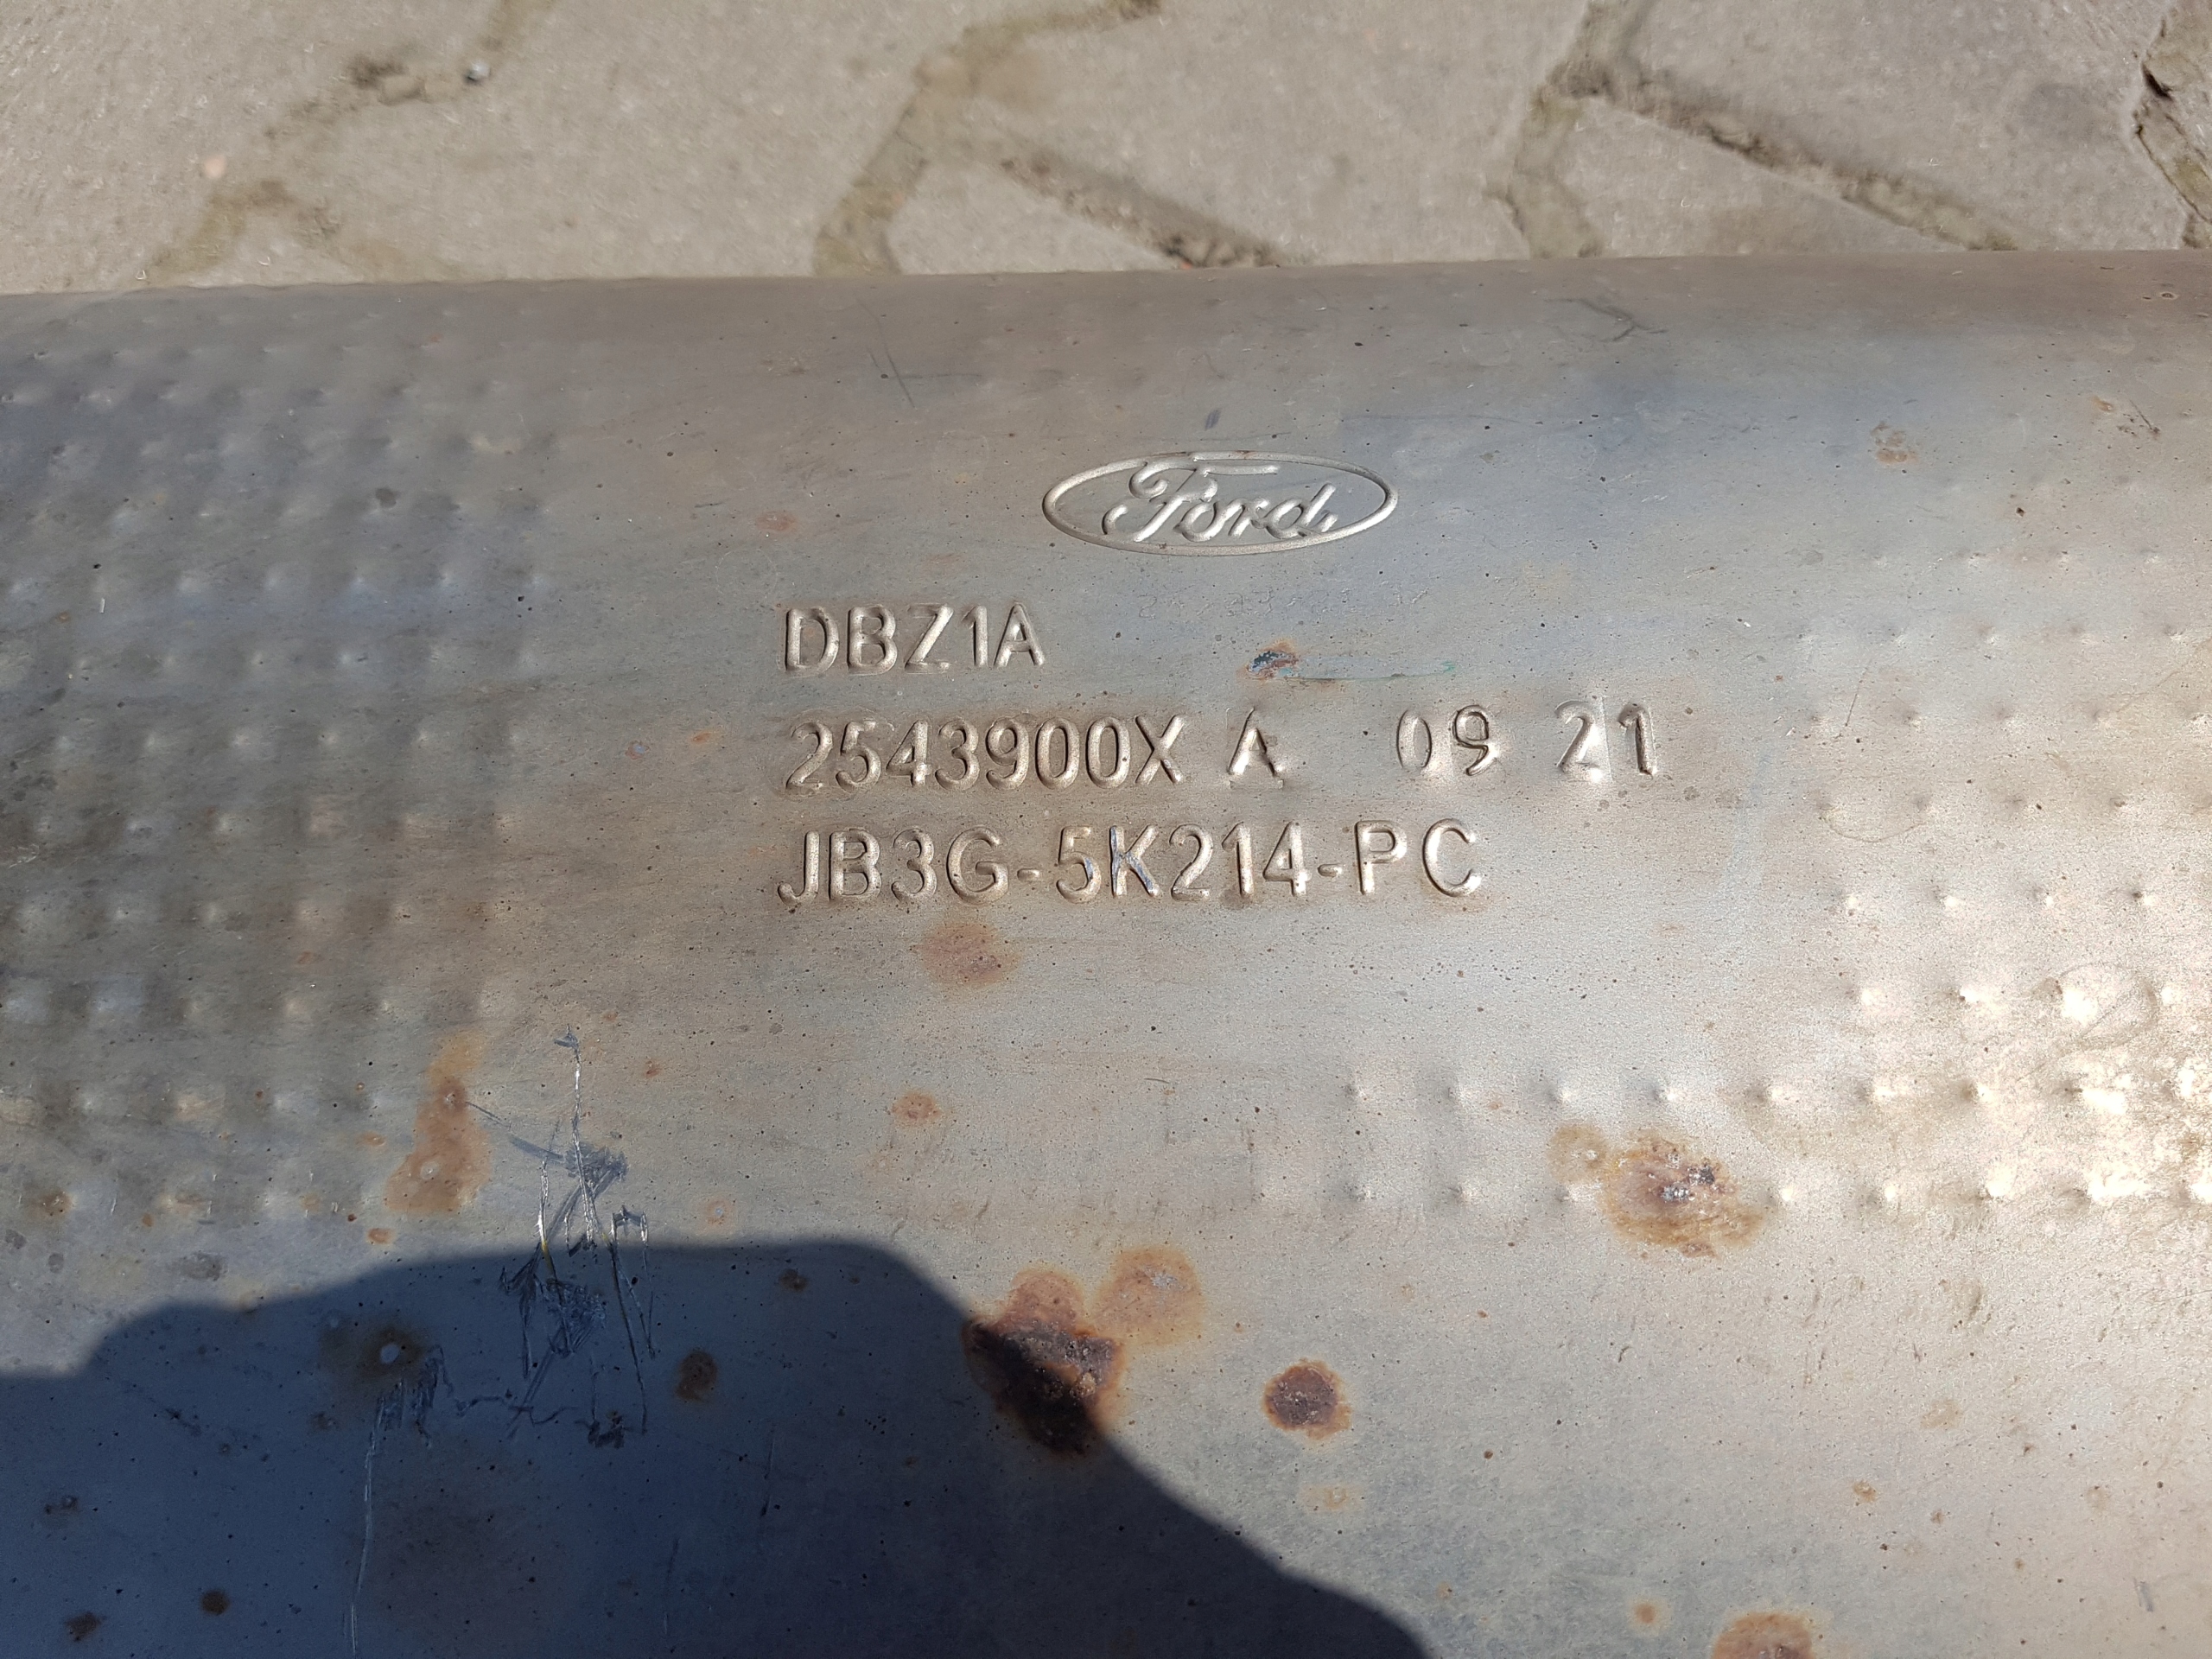 Ford
DBZ1A
2543900X A 09 21
JB3G-5K214-PC